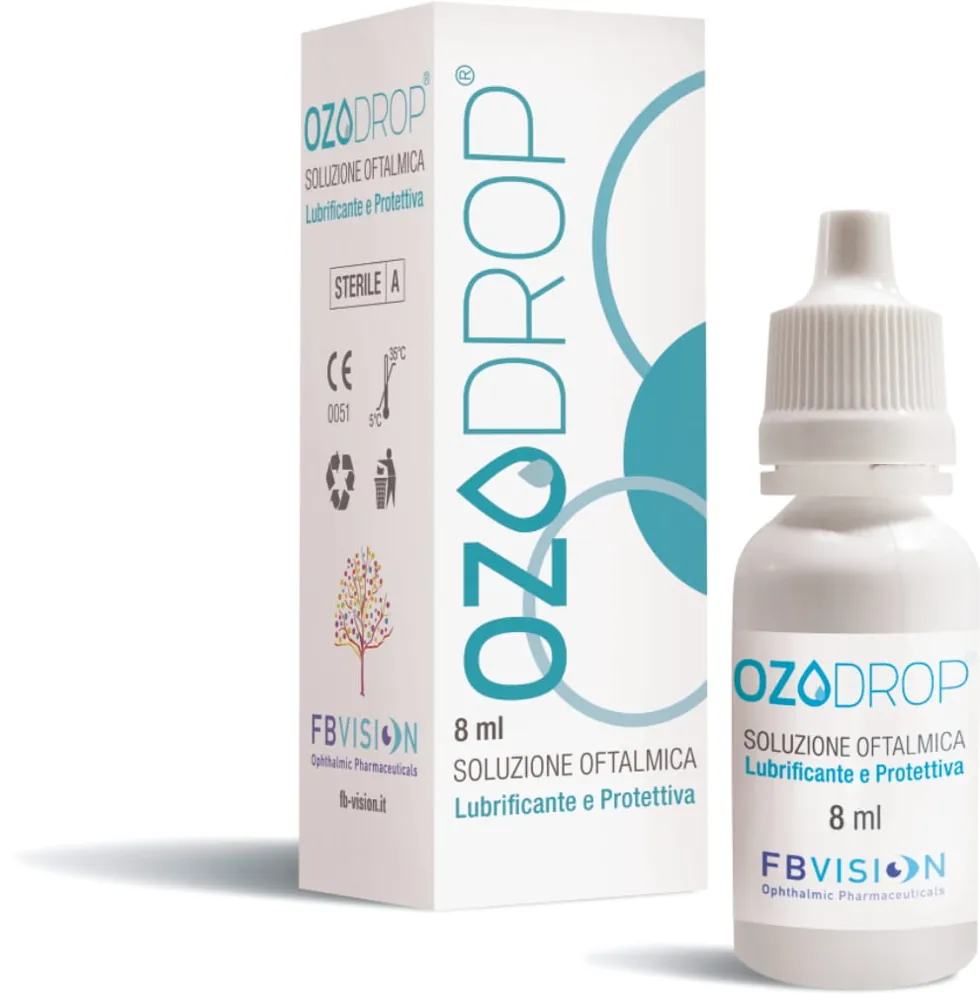 OZODROP®
SOLUZIONE OFTALMICA
Lubrificante e Protettiva
STERILE A
CE
0051
35°C
5°C
FBVISION
Ophthalmic Pharmaceuticals
fb-vision.it
OZODROP®
8 ml
SOLUZIONE OFTALMICA
Lubrificante e Protettiva
OZODROP®
SOLUZIONE OFTALMICA
Lubrificante e Protettiva
8 ml
FBVISION
Ophthalmic Pharmaceuticals